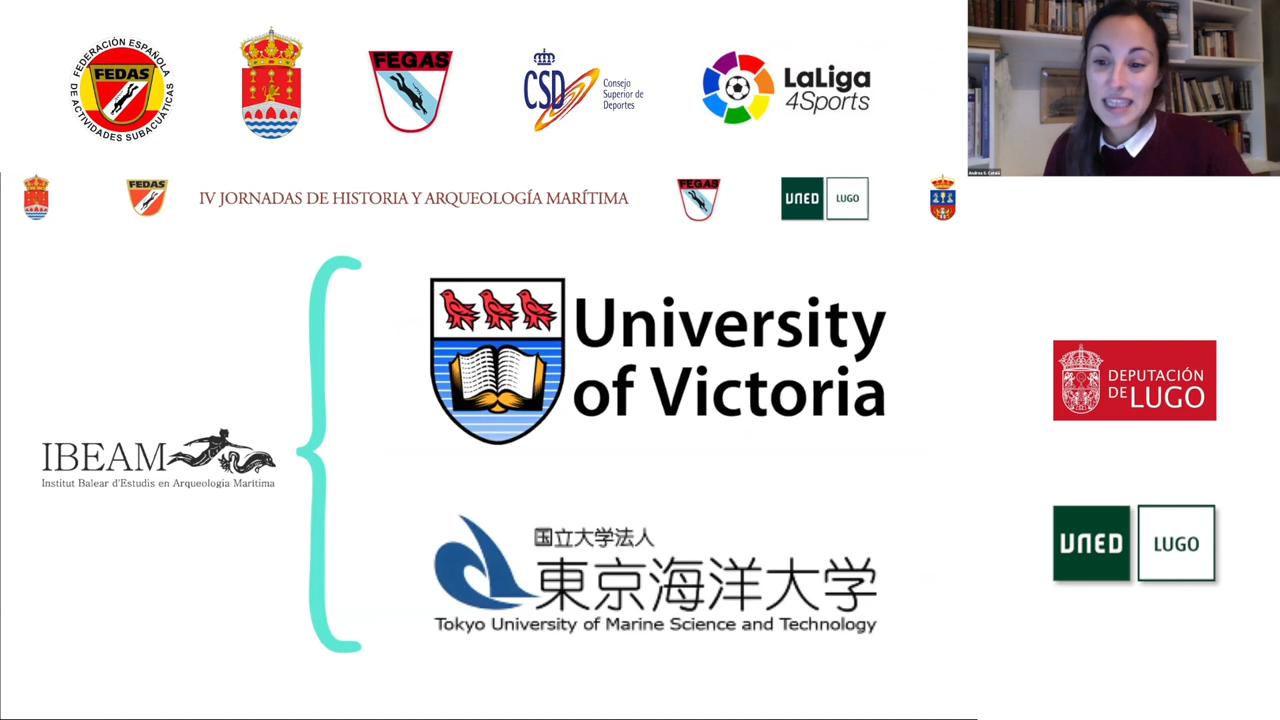 FEDERACIÓN ESPAÑOLA
DE ACTIVIDADES SUBACUÁTICAS
FEDAS
FEGAS
CSD
Consejo
Superior de
Deportes
LaLiga
4Sports
FEDAS
IV JORNADAS DE HISTORIA Y ARQUEOLOGÍA MARÍTIMA
FEGAS
UNED
LUGO
University
of Victoria
IBEAM
Institut Balear d'Estudis en Arqueologia Marítima
国立大学法人
東京海洋大学
Tokyo University of Marine Science and Technology
DEPUTACIÓN
DE LUGO
UNED
LUGO